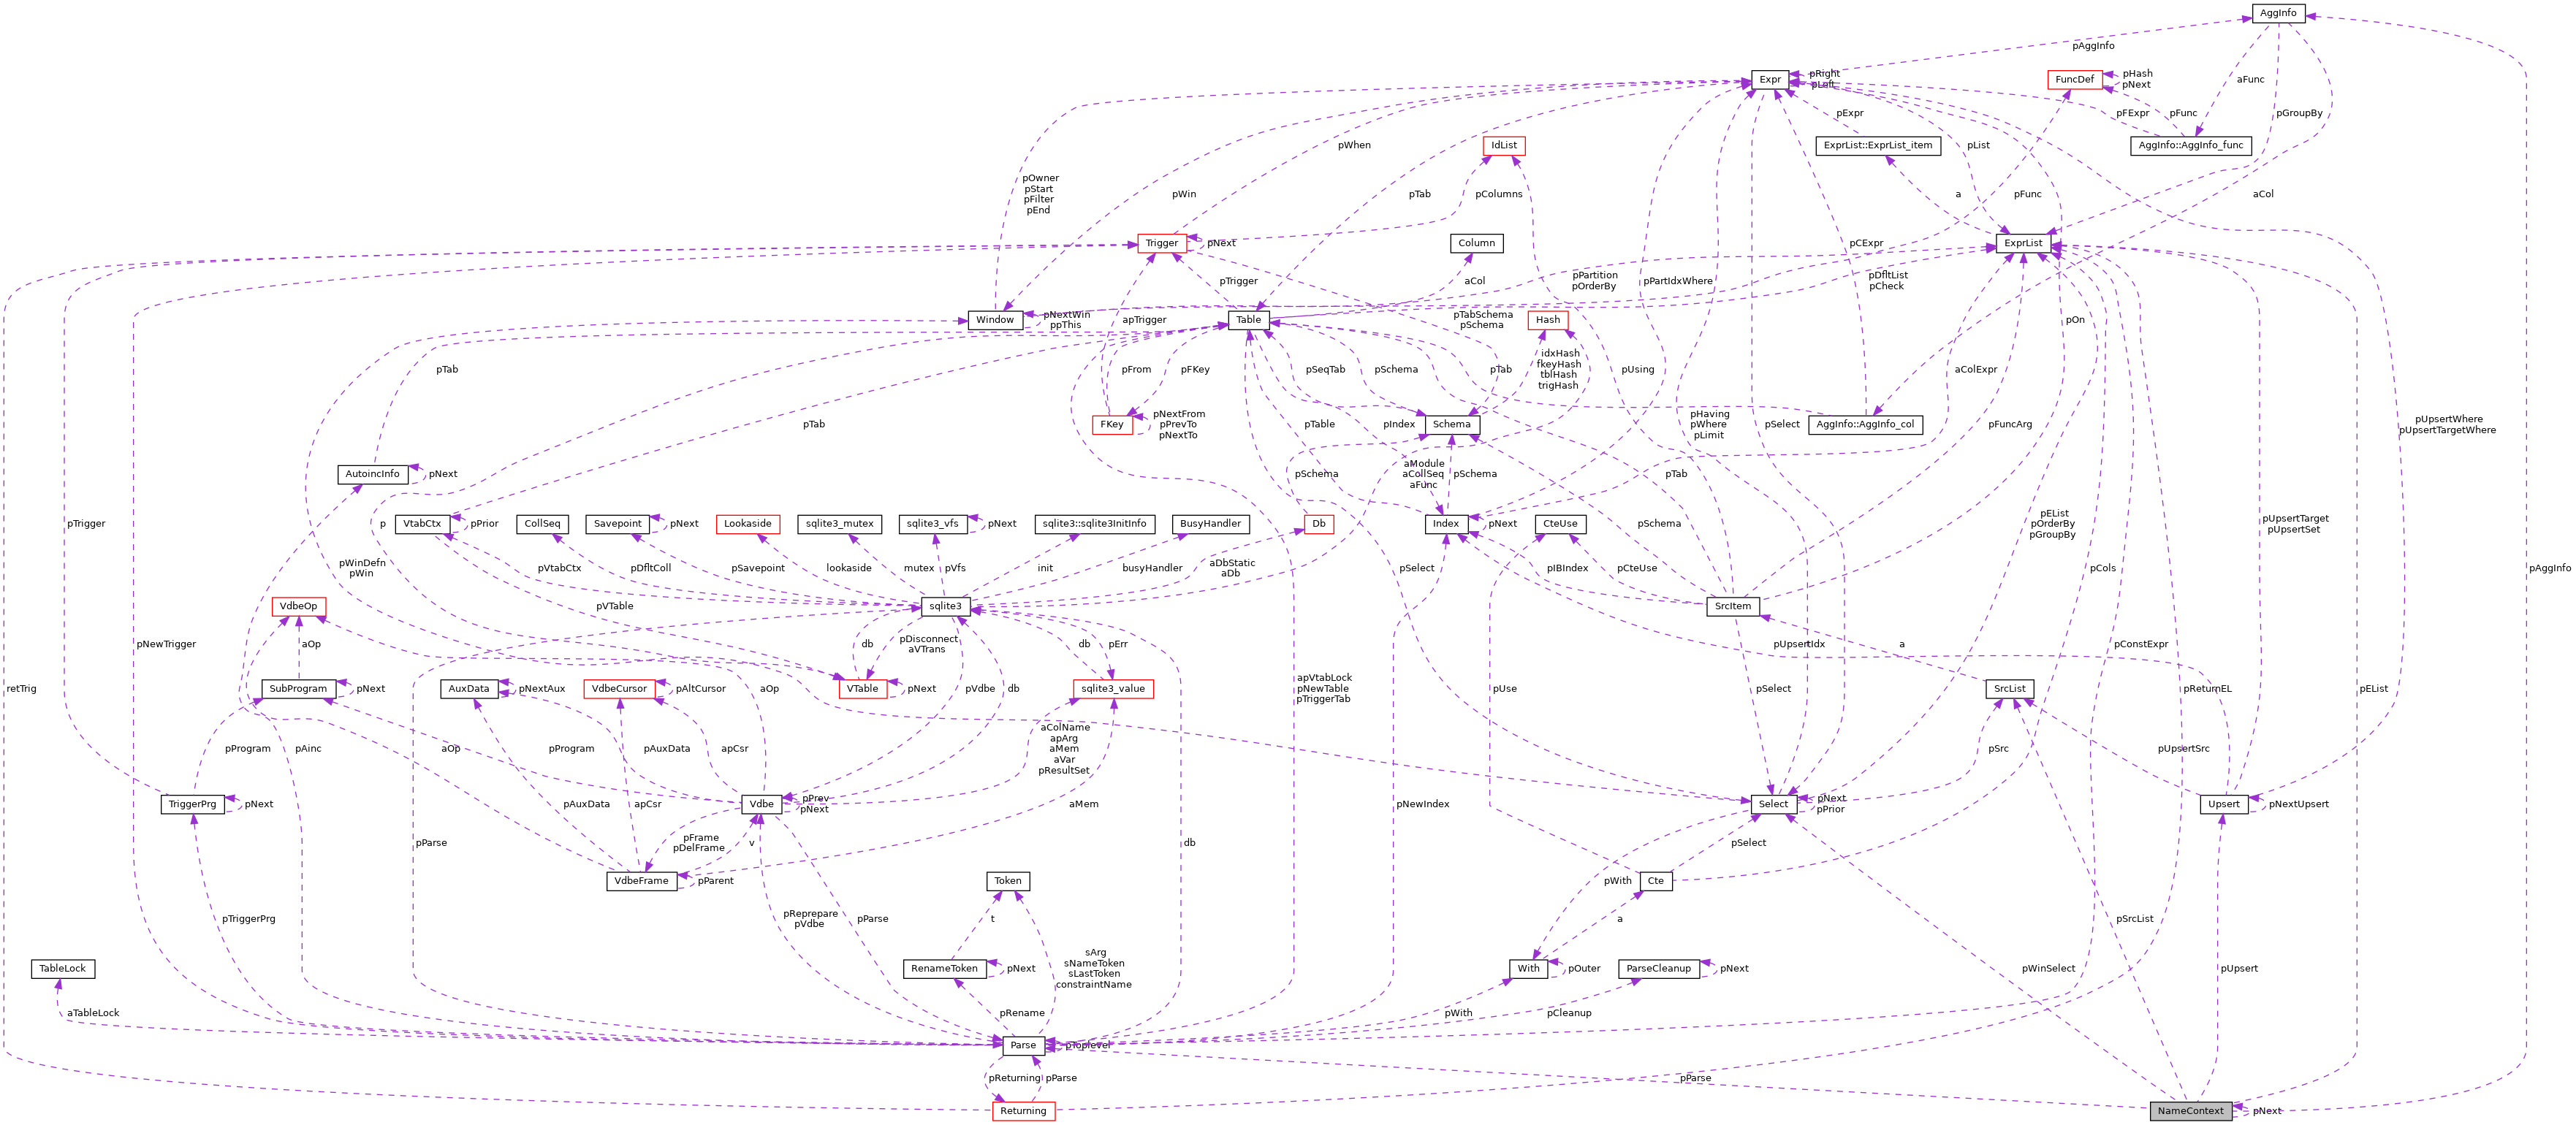 AggInfo
pAggInfo
Expr
pRight
pLeft
FuncDef
pHash
pNext
aFunc
pExpr
pFExpr
pFunc
pGroupBy
IdList
ExprList::ExprList_item
AggInfo::AggInfo_func
pWhen
pList
pOwner
pStart
pFilter
pEnd
pWin
pTab
pColumns
a
pFunc
aCol
Trigger
pNext
Column
pCExpr
ExprList
pTrigger
aCol
pPartition
pOrderBy
pPartIdxWhere
pDfltList
pCheck
Window
pNextWin
ppThis
apTrigger
Table
pTabSchema
pSchema
Hash
pOn
pTab
pFrom
pFKey
pSeqTab
pSchema
idxHash
fkeyHash
tblHash
trigHash
pTab
pUsing
aColExpr
FKey
pNextFrom
pPrevTo
pNextTo
pTab
pTable
pIndex
Schema
pHaving
pWhere
pLimit
pSelect
AggInfo::AggInfo_col
pFuncArg
pUpsertWhere
pUpsertTargetWhere
AutoincInfo
pNext
pSchema
aModule
aCollSeq
aFunc
pSchema
pTab
pTrigger
p
VtabCtx
pPrior
CollSeq
Savepoint
pNext
Lookaside
sqlite3_mutex
sqlite3_vfs
pNext
sqlite3::sqlite3InitInfo
BusyHandler
Db
Index
pNext
CteUse
pSchema
pEList
pOrderBy
pGroupBy
pUpsertTarget
pUpsertSet
pWinDefn
pWin
pVtabCtx
pDfltColl
pSavepoint
lookaside
mutex
pVfs
init
busyHandler
aDbStatic
aDb
pSelect
pIBIndex
pCteUse
pCols
pAggInfo
VdbeOp
pVTable
sqlite3
SrcItem
pNewTrigger
aOp
db
pDisconnect
aVTrans
db
pErr
pUpsertIdx
a
pConstExpr
retTrig
SubProgram
pNext
AuxData
pNextAux
VdbeCursor
pAltCursor
aOp
VTable
pNext
pVdbe
db
sqlite3_value
apVtabLock
pNewTable
pTriggerTab
pUse
pSelect
SrcList
pReturnEL
pEList
pProgram
pAinc
aOp
pProgram
pAuxData
apCsr
aColName
apArg
aMem
aVar
pResultSet
pSrc
pUpsertSrc
TriggerPrg
pNext
pAuxData
apCsr
Vdbe
pPrev
pNext
aMem
pNewIndex
Select
pNext
pPrior
Upsert
pNextUpsert
pParse
pFrame
pDelFrame
v
db
pSelect
VdbeFrame
pParent
Token
pWith
Cte
pTriggerPrg
pReprepare
pVdbe
pParse
t
a
pSrcList
sArg
sNameToken
sLastToken
constraintName
TableLock
RenameToken
pNext
With
pOuter
ParseCleanup
pNext
pWinSelect
pUpsert
aTableLock
pRename
pWith
pCleanup
Parse
pToplevel
pReturning
pParse
pParse
Returning
NameContext
pNext